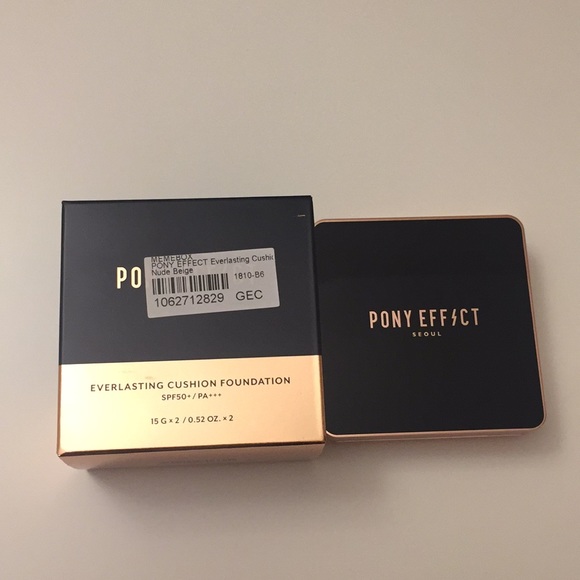 PO
MEMEBOX
PONY EFFECT Everlasting Cushi
Nude Beige
1810-B6
1062712829 GEC
EVERLASTING CUSHION FOUNDATION
SPF50+/PA+++
15 G × 2 / 0.52 OZ. × 2
PONY EFFECT
SEOUL